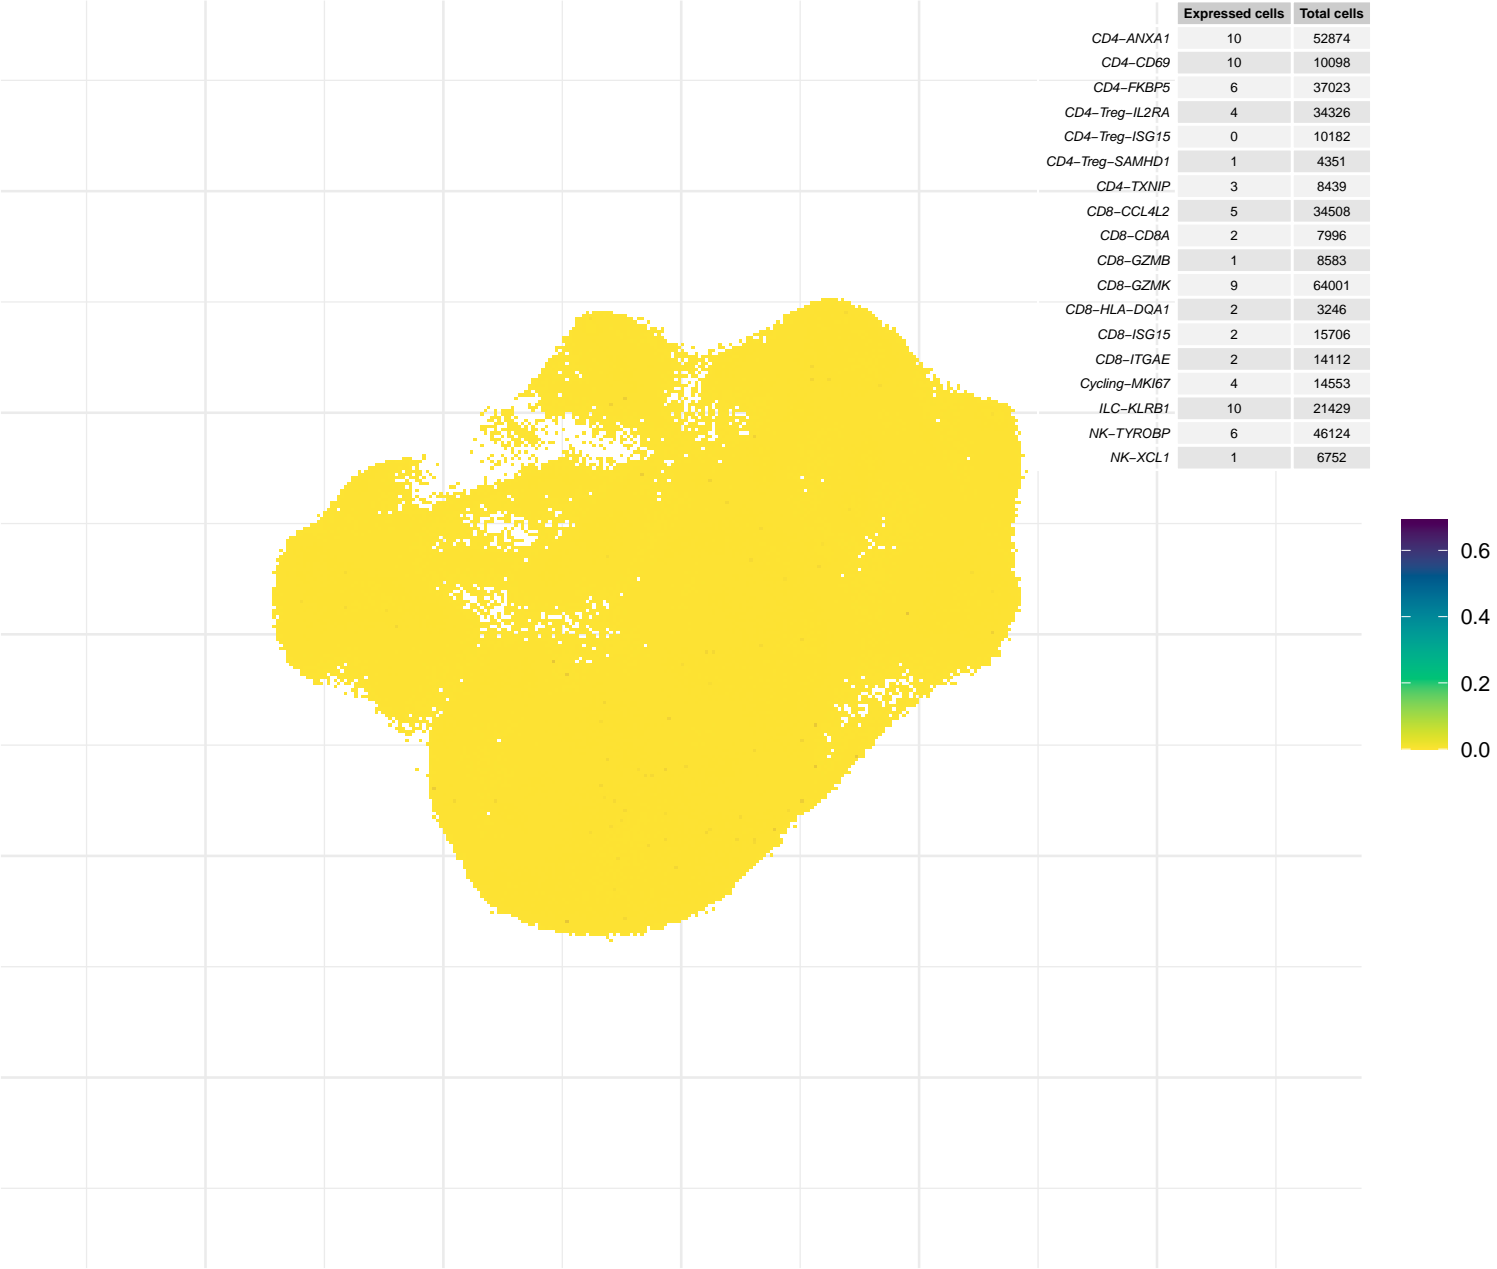 Expressed cells Total cells
CD4−ANXA1 10 52874
CD4−CD69 10 10098
CD4−FKBP5 6 37023
CD4−Treg−IL2RA 4 34326
CD4−Treg−ISG15 0 10182
CD4−Treg−SAMHD1 1 4351
CD4−TXNIP 3 8439
CD8−CCL4L2 5 34508
CD8−CD8A 2 7996
CD8−GZMB 1 8583
CD8−GZMK 9 64001
CD8−HLA−DQA1 2 3246
CD8−ISG15 2 15706
CD8−ITGAE 2 14112
Cycling−MKI67 4 14553
ILC−KLRB1 10 21429
NK−TYROBP 6 46124
NK−XCL1 1 6752
0.6
0.4
0.2
0.0